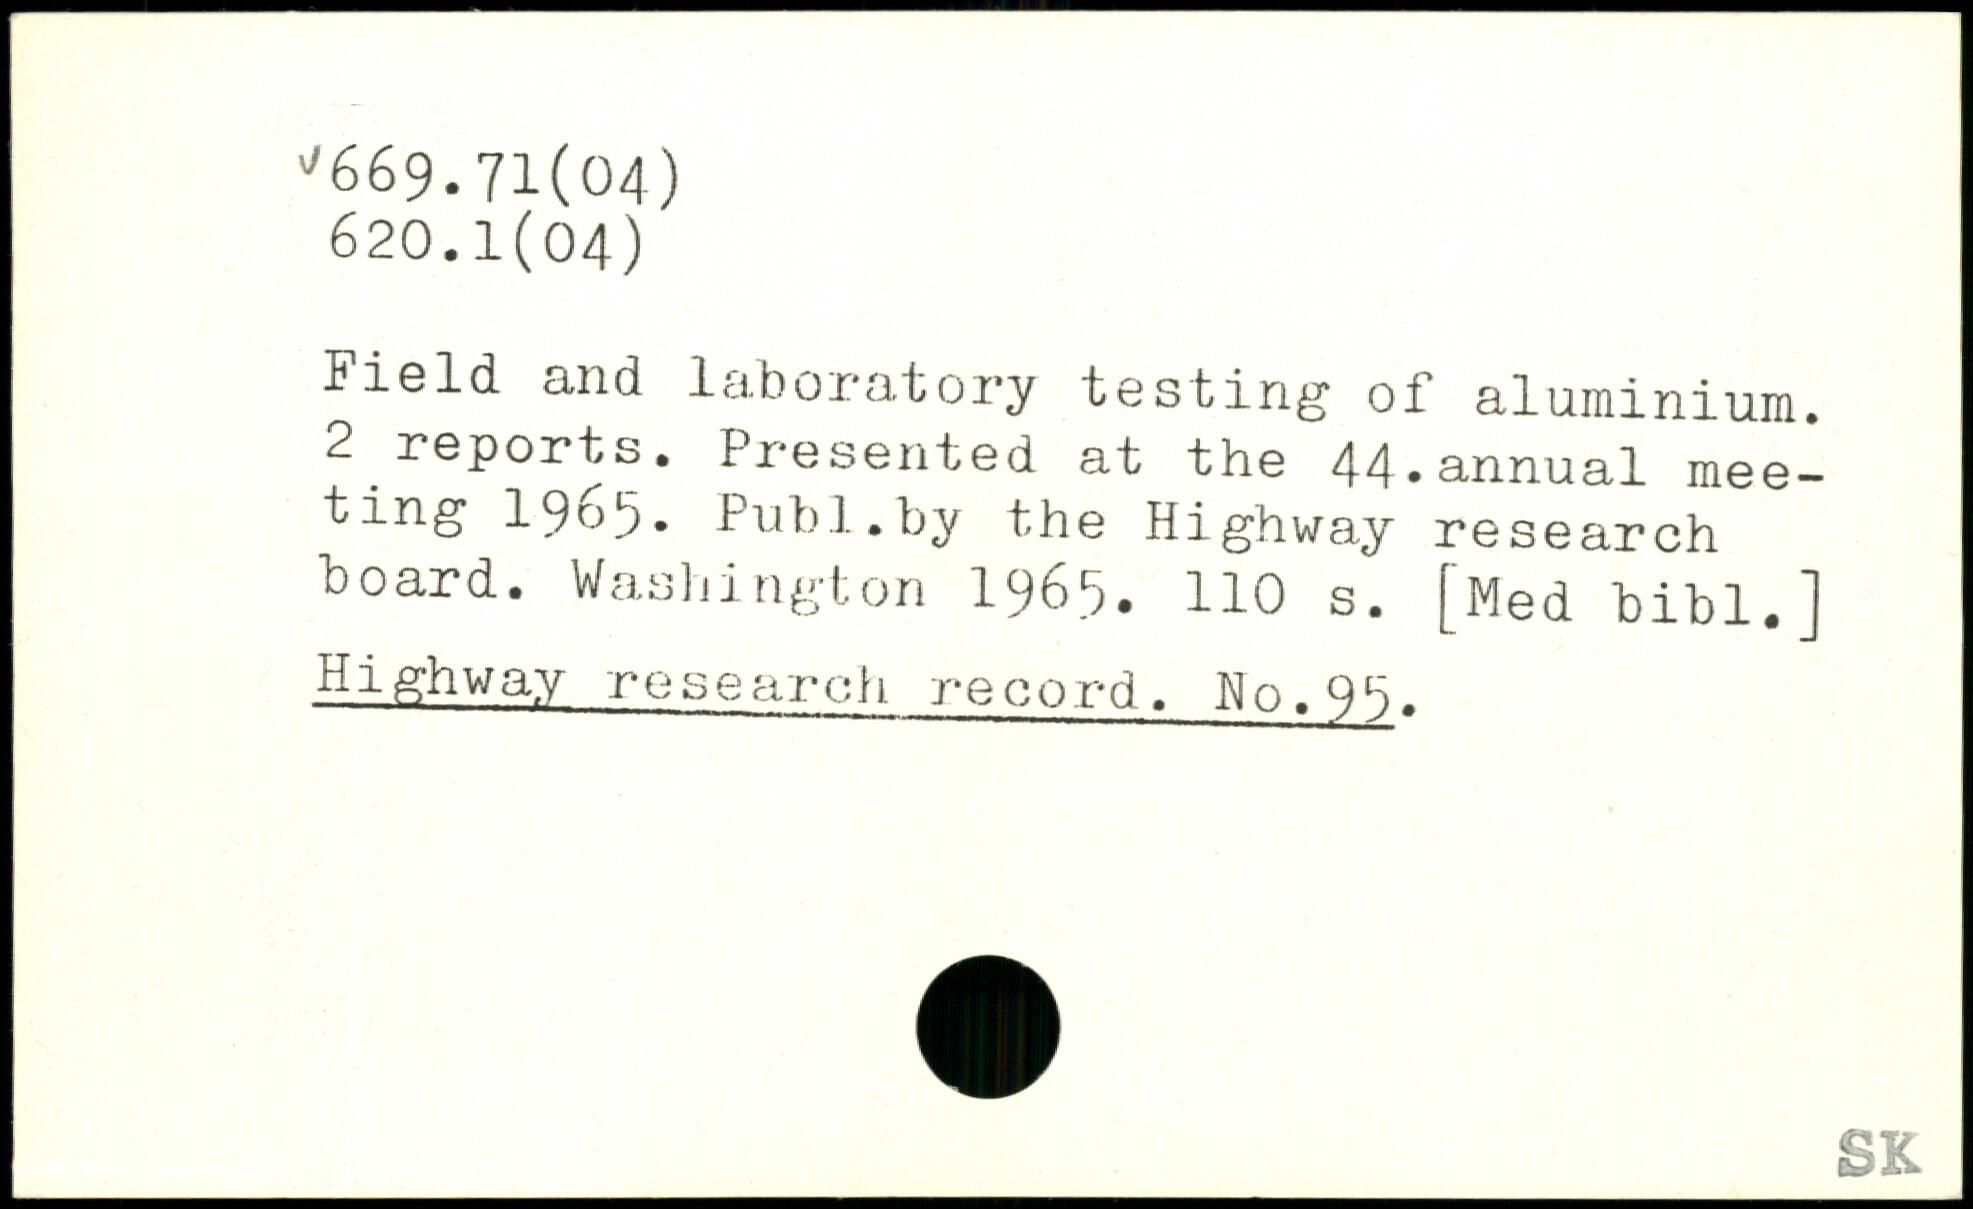 √669.71(04)
620.1(04)
Field and laboratory testing of aluminium.
2 reports. Presented at the 44.annual mee-
ting 1965. Publ.by the Highway research
board. Washington 1965. 110 s. [Med bibl.]
Highway research record. No.95.
SK